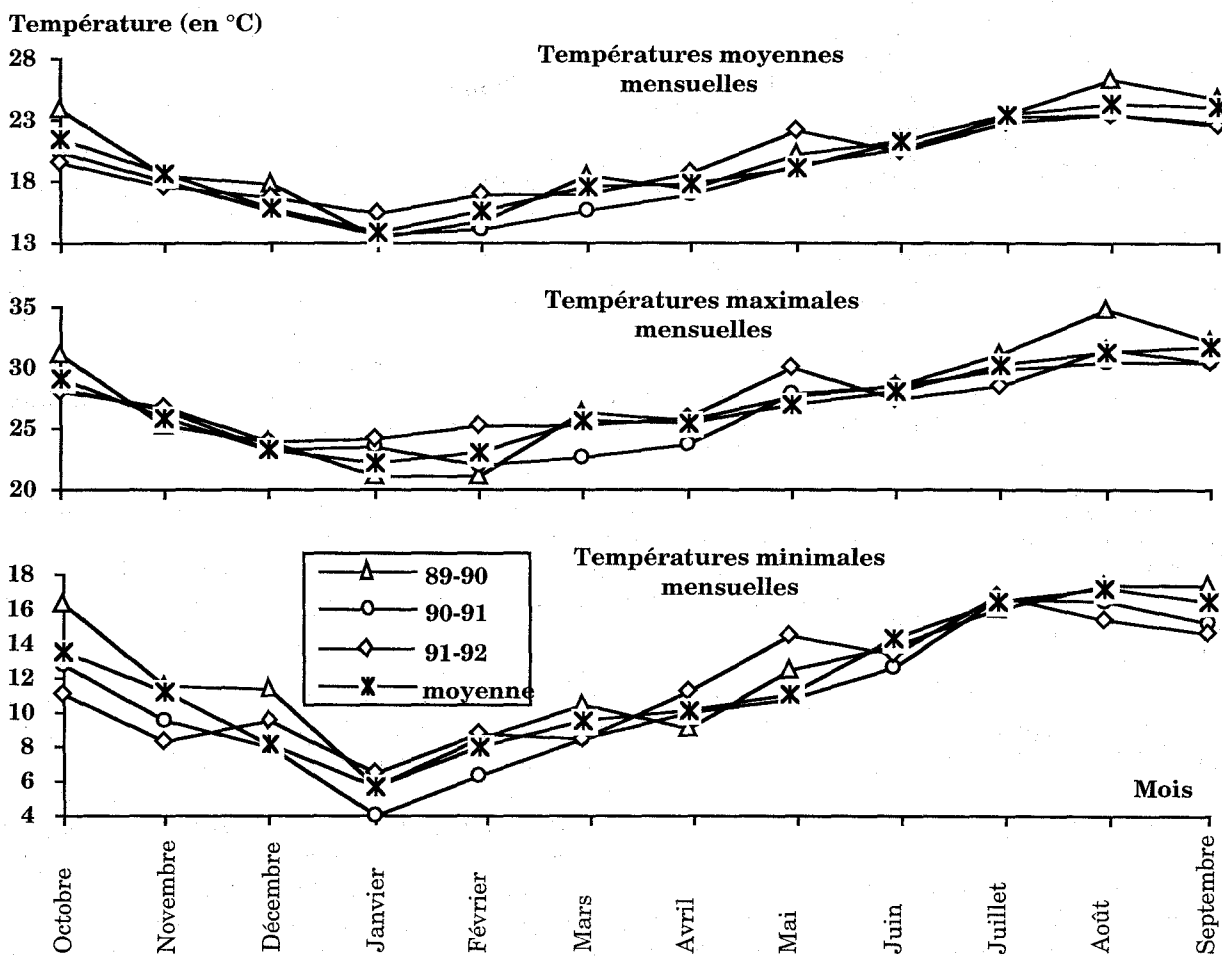 Température (en °C)
Températures moyennes
mensuelles
28
23
18
13
Températures maximales
mensuelles
35
30
25
20
Températures minimales
mensuelles
18
16
14
12
10
8
6
4
89-90
90-91
91-92
moyenne
Mois
Octobre
Novembre
Décembre
Janvier
Février
Mars
Avril
Mai
Juin
Juillet
Août
Septembre